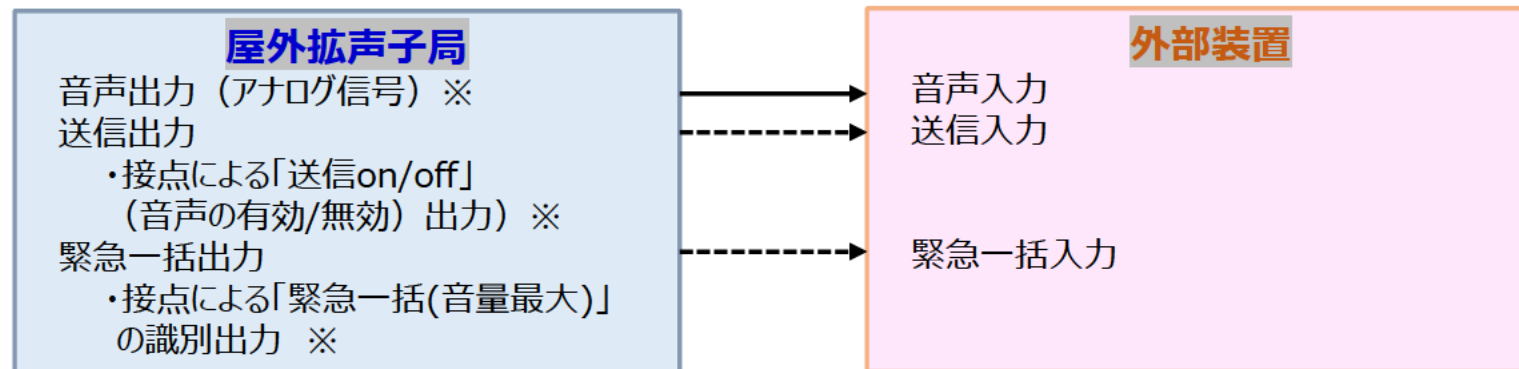 屋外拡声子局
音声出力（アナログ信号）※
送信出力
・接点による「送信on/off」
（音声の有効/無効）出力）※
緊急一括出力
・接点による「緊急一括(音量最大)」
の識別出力 ※
外部装置
音声入力
送信入力
緊急一括入力